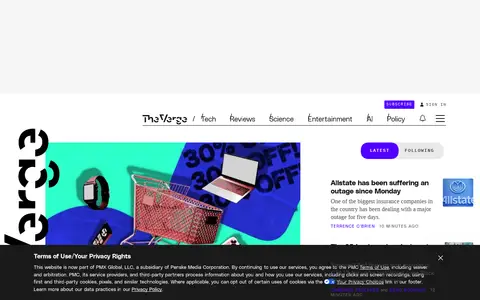 SUBSCRIBE
SIGN IN
TheVerge / Tech Reviews Science Entertainment AI Policy
Verge
30%
OFF!
LATEST FOLLOWING
Allstate has been suffering an
outage since Monday
One of the biggest insurance companies in
the country has been dealing with a major
outage for five days.
TERRENCE O'BRIEN 15 MINUTES AGO
Allstate
Terms of Use/Your Privacy Rights
This website is now part of PMX Global, LLC, a subsidiary of Penske Media Corporation. By continuing to use our services, you agree to the PMC Terms of Use, including waiver
and arbitration. PMC, its service providers, and third-party partners process information about you and how you use our services, including clicks and screen recordings, using
first and third-party cookies, pixels, and similar technologies. Where applicable, you can opt out of certain uses of cookies via the Your Privacy Choices link in our footer.
Learn more about our data practices in our Privacy Policy.
MINUTES AGO